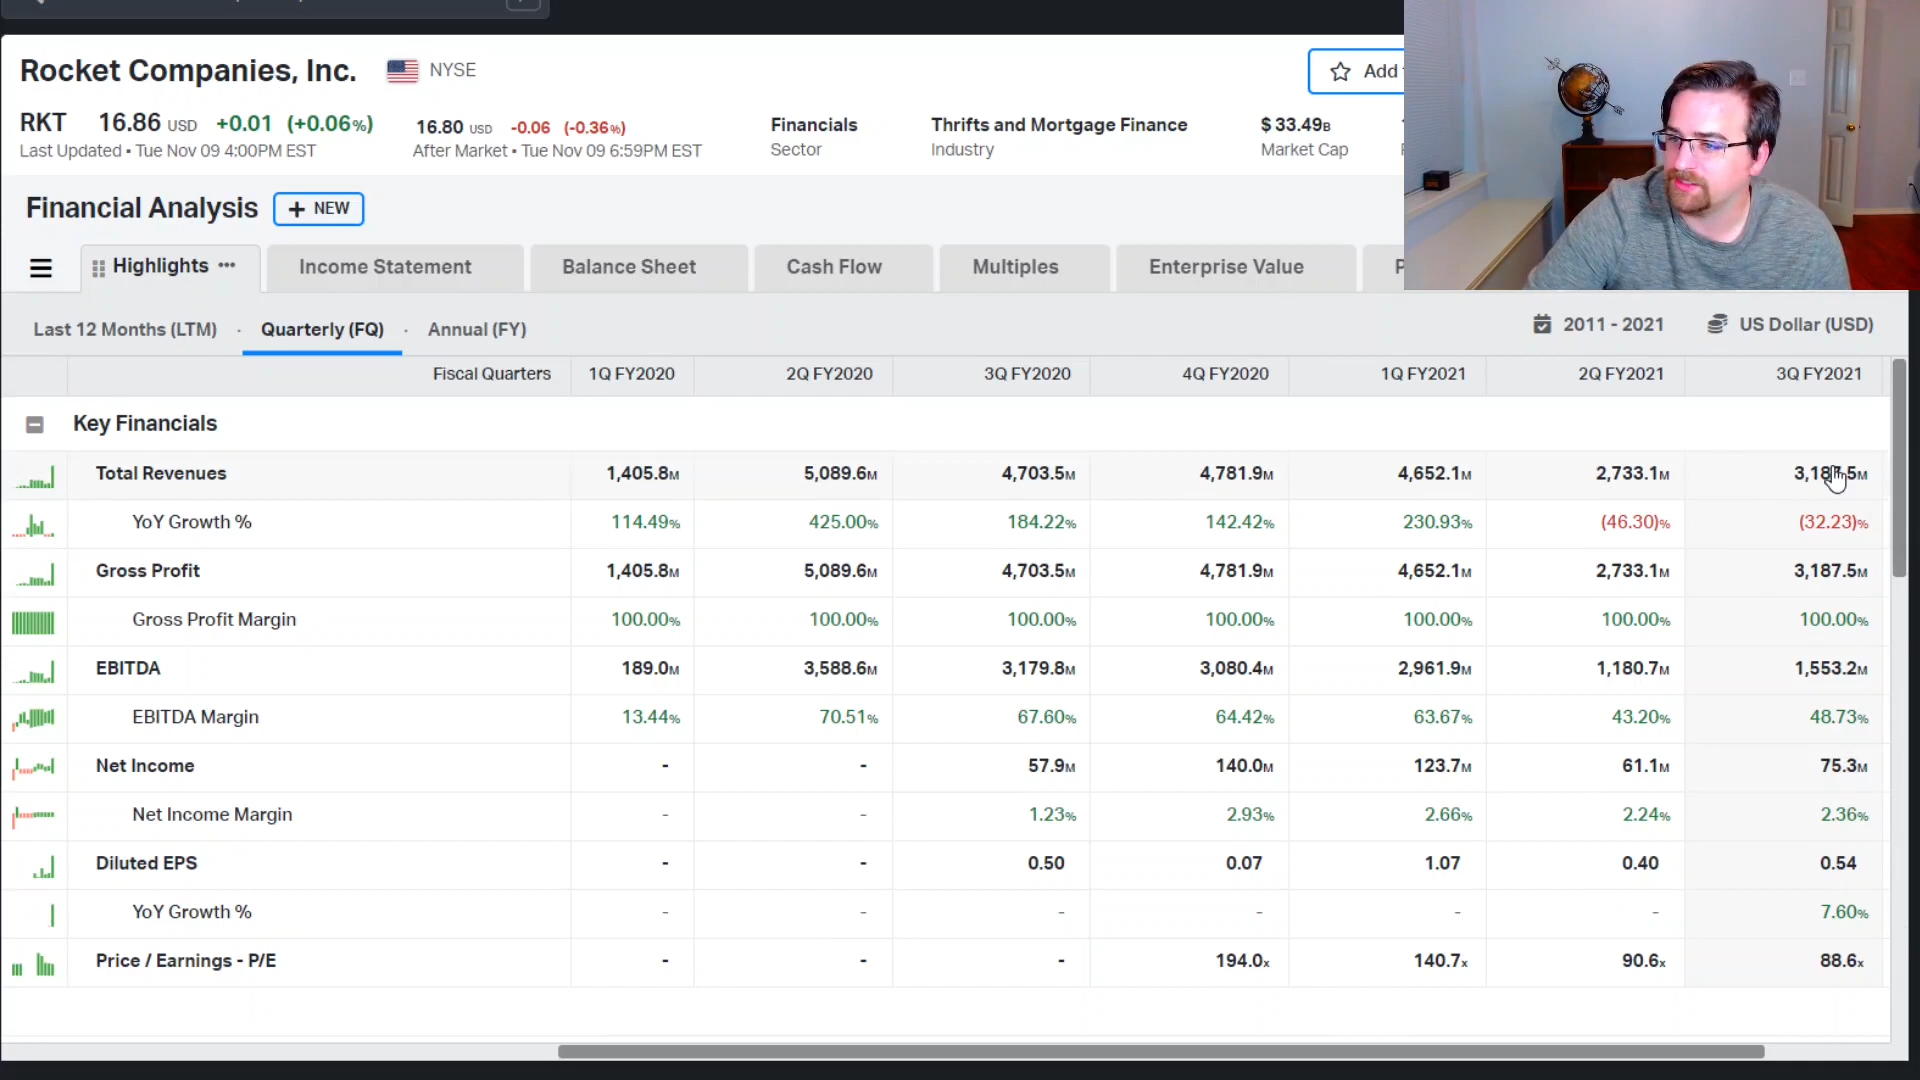 Rocket Companies, Inc. NYSE
Add
RKT 16.86 USD +0.01 (+0.06%) 16.80 USD -0.06 (-0.36%) Financials Thrifts and Mortgage Finance $ 33.49B
Last Updated • Tue Nov 09 4:00PM EST After Market • Tue Nov 09 6:59PM EST Sector Industry Market Cap
Financial Analysis + NEW
Highlights ••• Income Statement Balance Sheet Cash Flow Multiples Enterprise Value P
Last 12 Months (LTM) · Quarterly (FQ) · Annual (FY) 2011 - 2021 US Dollar (USD)
Fiscal Quarters 1Q FY2020 2Q FY2020 3Q FY2020 4Q FY2020 1Q FY2021 2Q FY2021 3Q FY2021
Key Financials
Total Revenues 1,405.8M 5,089.6M 4,703.5M 4,781.9M 4,652.1M 2,733.1M
YoY Growth % 114.49% 425.00% 184.22% 142.42% 230.93% (46.30)% (32.23)%
Gross Profit 1,405.8M 5,089.6M 4,703.5M 4,781.9M 4,652.1M 2,733.1M 3,187.5M
Gross Profit Margin 100.00% 100.00% 100.00% 100.00% 100.00% 100.00% 100.00%
EBITDA 189.0M 3,588.6M 3,179.8M 3,080.4M 2,961.9M 1,180.7M 1,553.2M
EBITDA Margin 13.44% 70.51% 67.60% 64.42% 63.67% 43.20% 48.73%
Net Income - - 57.9M 140.0M 123.7M 61.1M 75.3M
Net Income Margin - - 1.23% 2.93% 2.66% 2.24% 2.36%
Diluted EPS - - 0.50 0.07 1.07 0.40 0.54
YoY Growth % - - - - - - 7.60%
Price / Earnings - P/E - - - 194.0x 140.7x 90.6x 88.6x